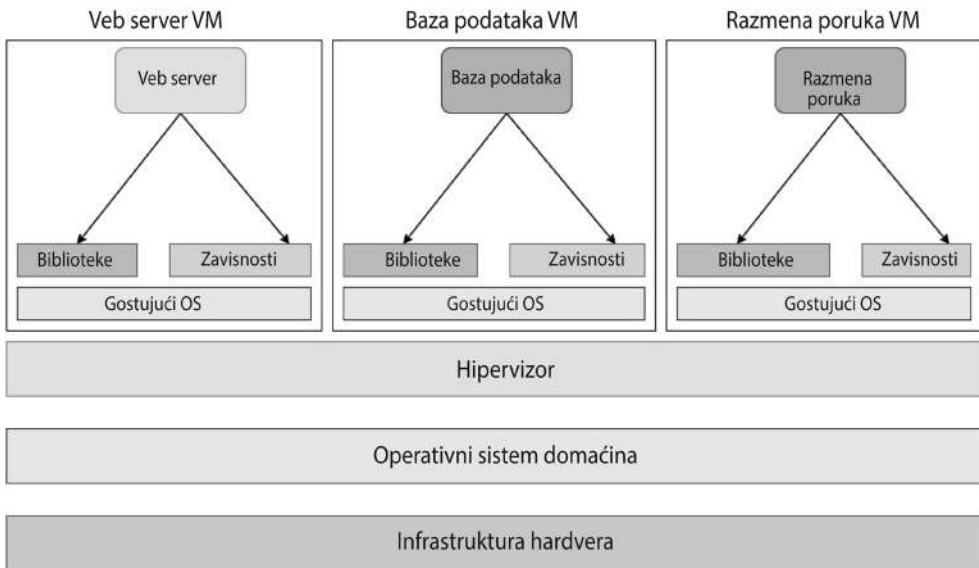 Veb server VM
Baza podataka VM
Razmena poruka VM
Veb server
Baza podataka
Razmena
poruka
Biblioteke
Zavisnosti
Biblioteke
Zavisnosti
Biblioteke
Zavisnosti
Gostujući OS
Gostujući OS
Gostujući OS
Hipervizor
Operativni sistem domaćina
Infrastruktura hardvera